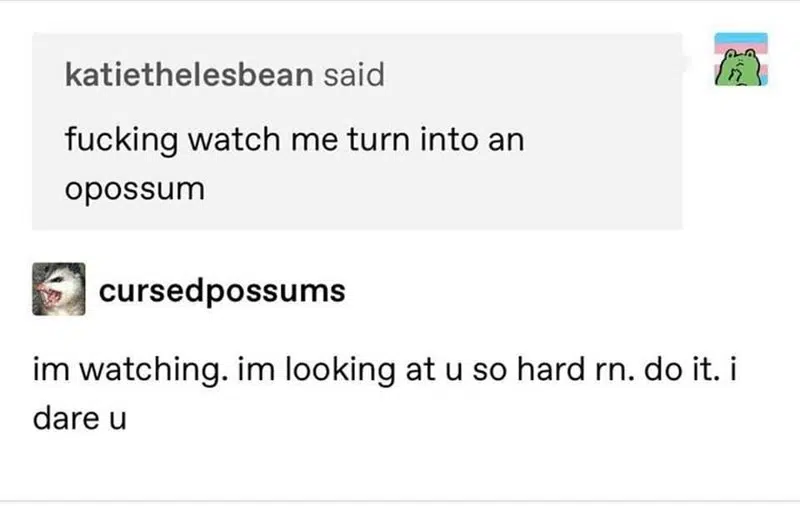 katiethelesbean said
fucking watch me turn into an
opossum
cursedpossums
im watching. im looking at u so hard rn. do it. i
dare u